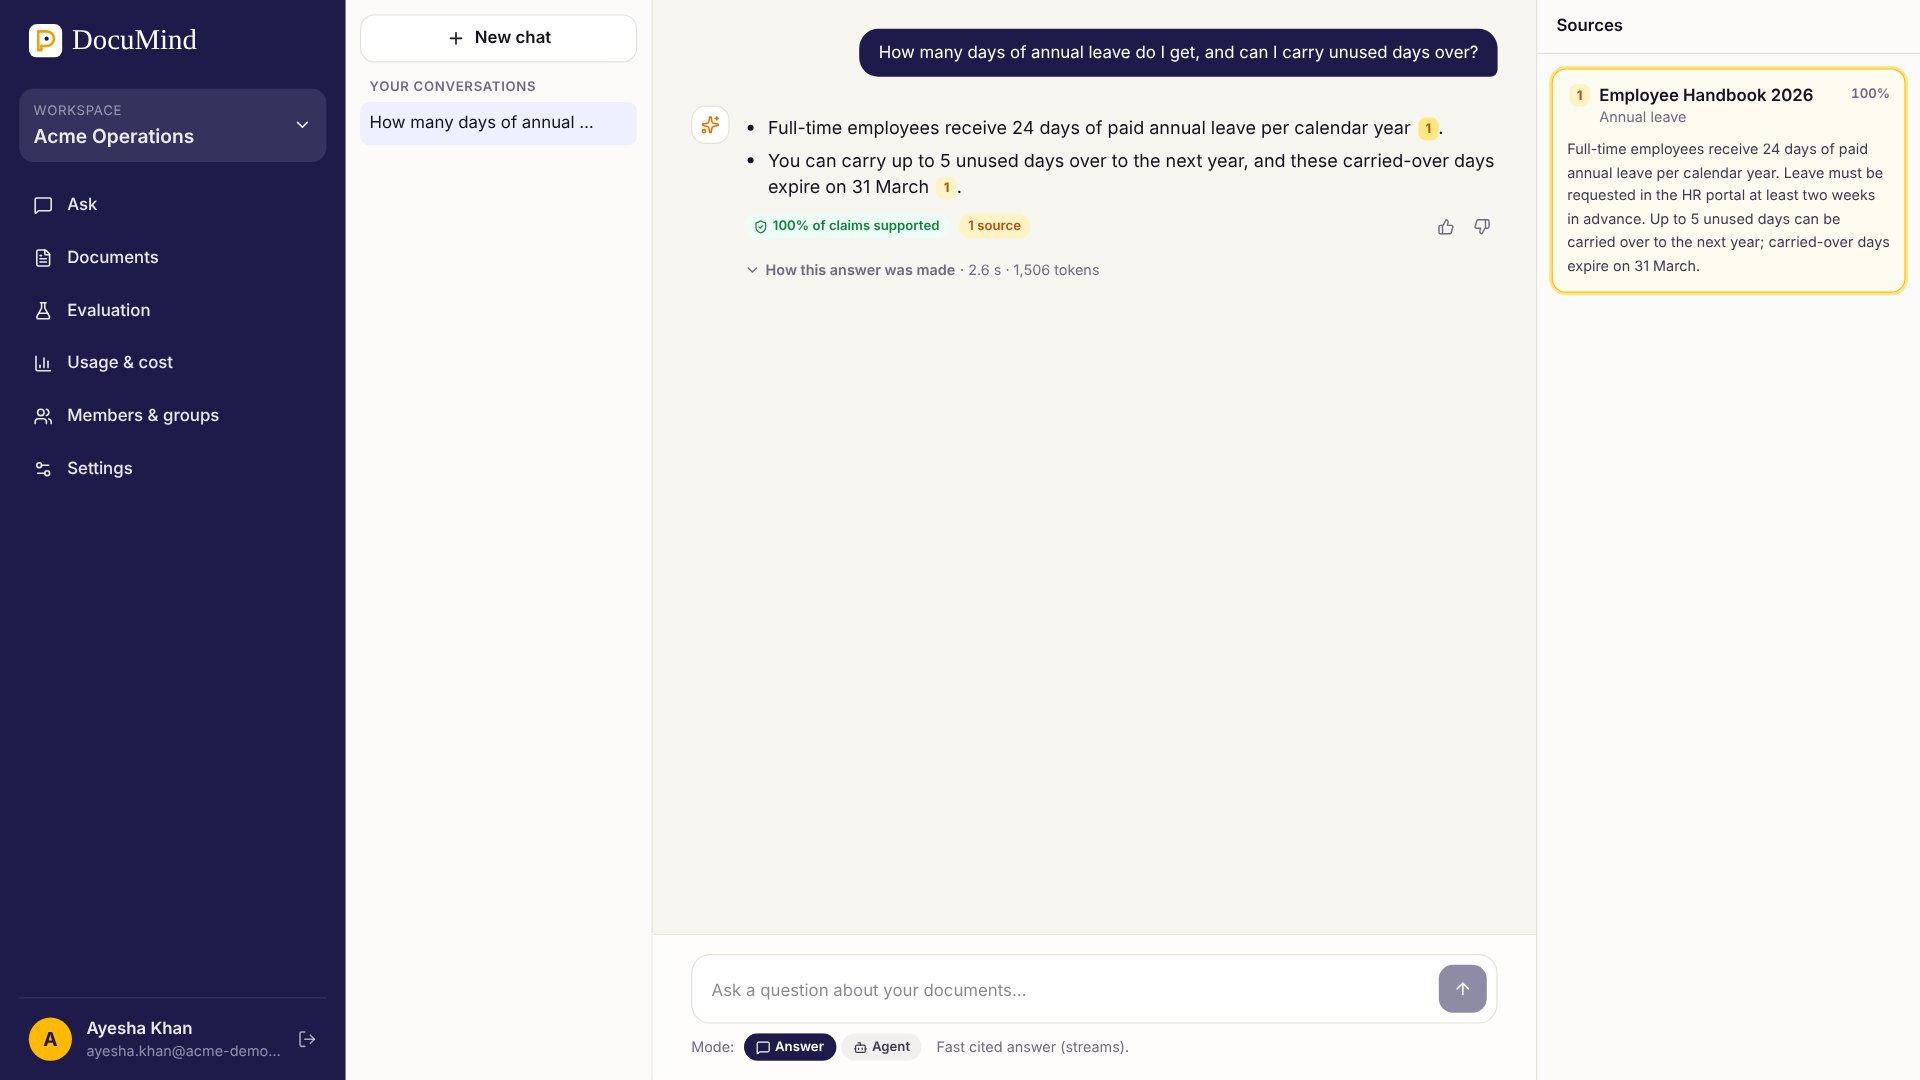 DocuMind
WORKSPACE
Acme Operations
Ask
Documents
Evaluation
Usage & cost
Members & groups
Settings
A
Ayesha Khan
ayesha.khan@acme-demo...
New chat
YOUR CONVERSATIONS
How many days of annual ...
How many days of annual leave do I get, and can I carry unused days over?
• Full-time employees receive 24 days of paid annual leave per calendar year 1.
• You can carry up to 5 unused days over to the next year, and these carried-over days
expire on 31 March 1.
100% of claims supported
1 source
How this answer was made · 2.6 s · 1,506 tokens
Ask a question about your documents...
Mode: Answer Agent Fast cited answer (streams).
Sources
1 Employee Handbook 2026 100%
Annual leave
Full-time employees receive 24 days of paid
annual leave per calendar year. Leave must be
requested in the HR portal at least two weeks
in advance. Up to 5 unused days can be
carried over to the next year; carried-over days
expire on 31 March.